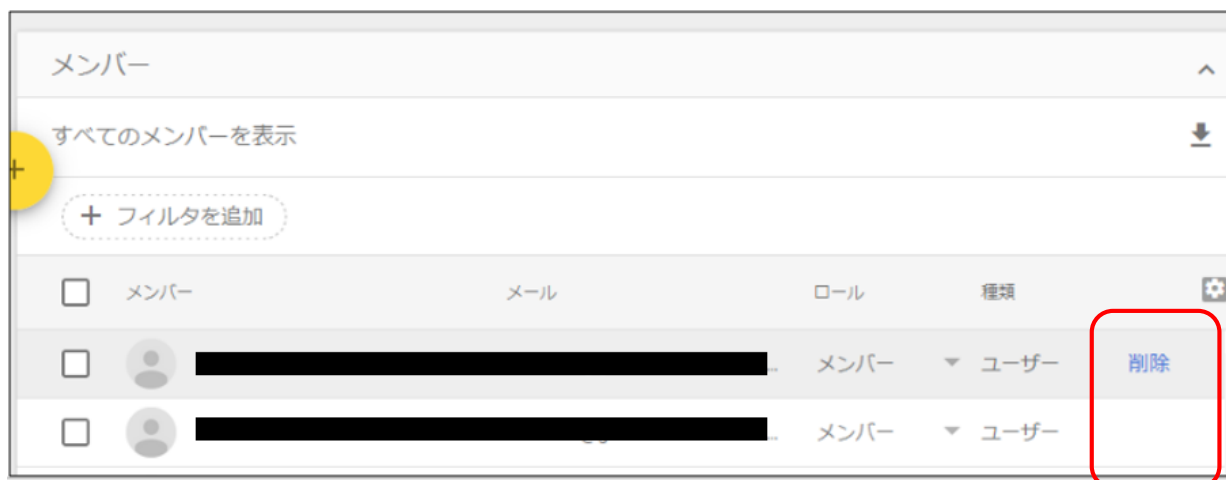 メンバー
すべてのメンバーを表示
+ フィルタを追加
メンバー メール ロール 種類
... メンバー ユーザー 削除
... メンバー ユーザー